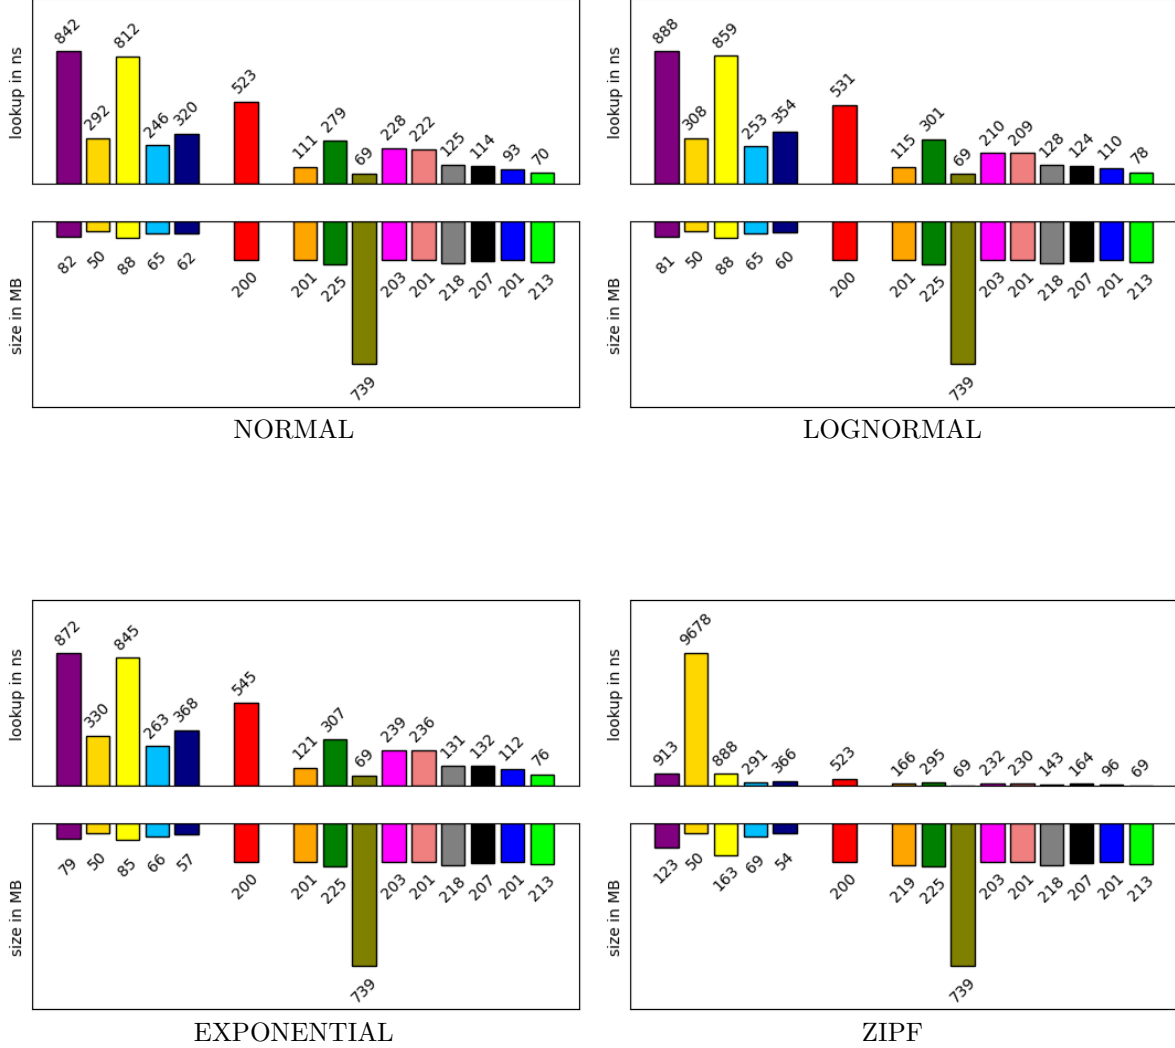 842 292 812 246 320 523 111 279 69 228 222 125 114 93 70
lookup in ns
82 50 88 65 62 200 201 225 739 203 201 218 207 201 213
size in MB
NORMAL
888 308 859 253 354 531 115 301 69 210 209 128 124 110 78
lookup in ns
81 50 88 65 60 200 201 225 739 203 201 218 207 201 213
size in MB
LOGNORMAL
872 330 845 263 368 545 121 307 69 239 236 131 132 112 76
lookup in ns
79 50 85 66 57 200 201 225 739 203 201 218 207 201 213
size in MB
EXPONENTIAL
913 9678 888 291 366 523 166 295 69 232 230 143 164 96 69
lookup in ns
123 50 163 69 54 200 219 225 739 203 201 218 207 201 213
size in MB
ZIPF